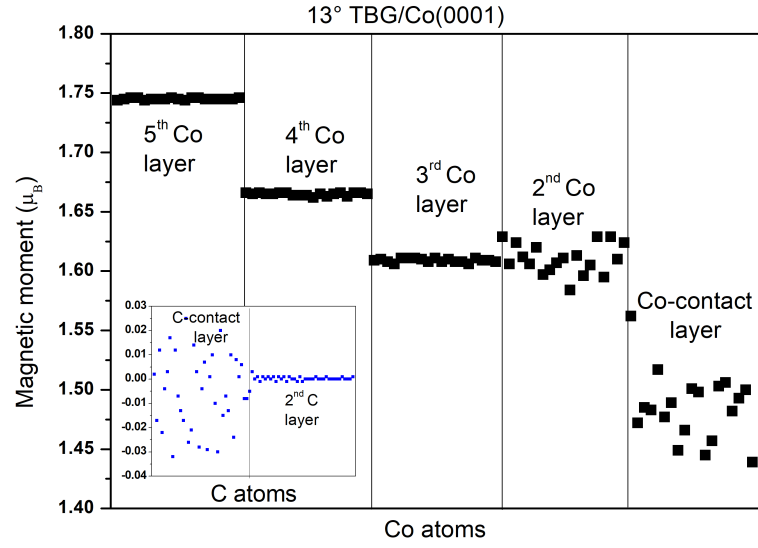 13° TBG/Co(0001)
Magnetic moment (μB)
1.80
1.75
1.70
1.65
1.60
1.55
1.50
1.45
1.40
5th Co
layer
4th Co
layer
3rd Co
layer
2nd Co
layer
Co-contact
layer
0.03
0.02
0.01
0.00
-0.01
-0.02
-0.03
-0.04
C-contact
layer
2nd C
layer
C atoms
Co atoms